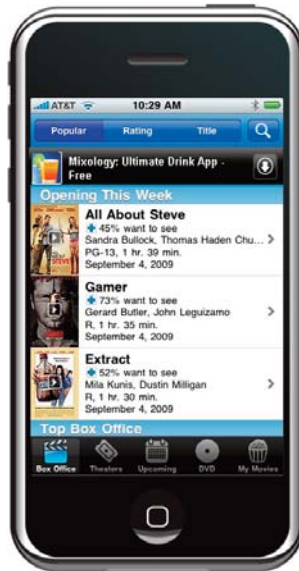 AT&T 10:29 AM
Popular Rating Title
Mixology: Ultimate Drink App -
Free
Opening This Week
All About Steve
45% want to see
Sandra Bullock, Thomas Haden Chu...
PG-13, 1 hr. 39 min.
September 4, 2009
Gamer
73% want to see
Gerard Butler, John Leguizamo
R, 1 hr. 35 min.
September 4, 2009
Extract
52% want to see
Mila Kunis, Dustin Milligan
R, 1 hr. 30 min.
September 4, 2009
Top Box Office
Box Office Theaters Upcoming DVD My Movies